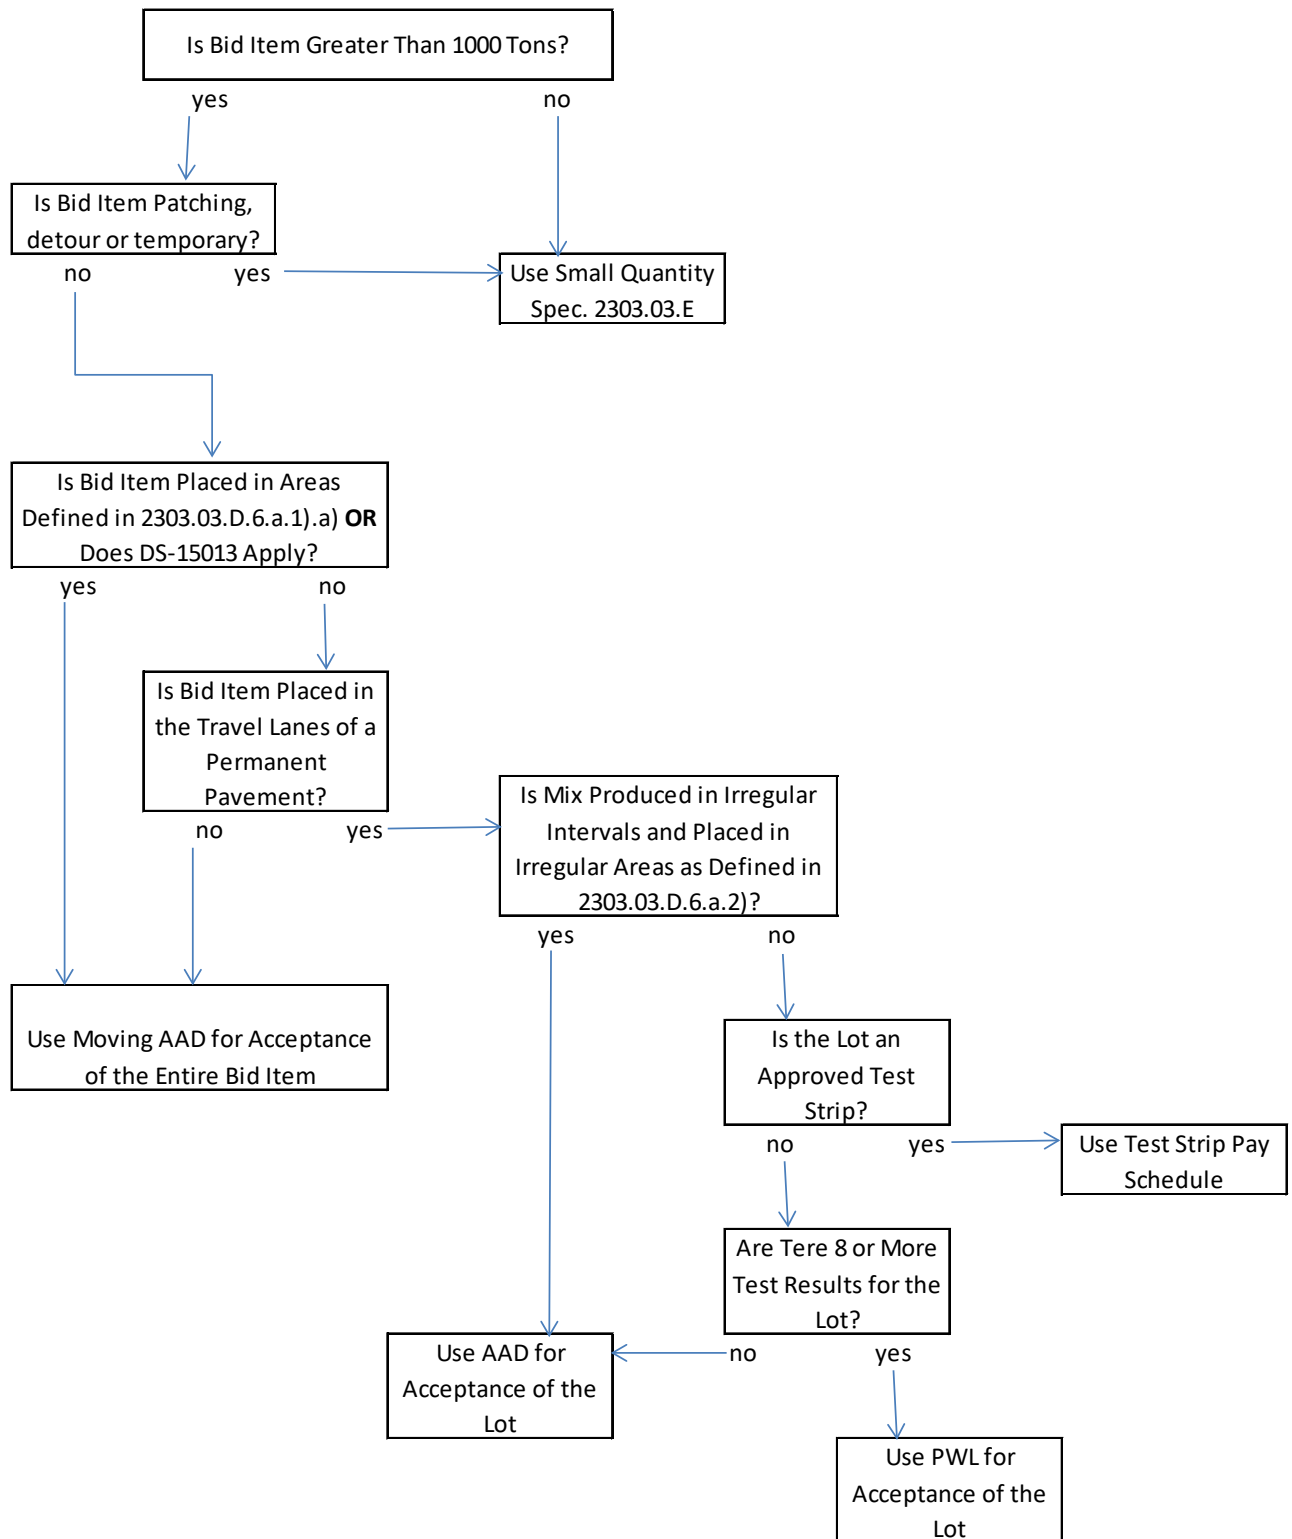 Is Bid Item Greater Than 1000 Tons?
yes
no
Is Bid Item Patching,
detour or temporary?
no
yes
Use Small Quantity
Spec. 2303.03.E
Is Bid Item Placed in Areas
Defined in 2303.03.D.6.a.1).a) OR
Does DS-15013 Apply?
yes
no
Is Bid Item Placed in
the Travel Lanes of a
Permanent
Pavement?
no
yes
Is Mix Produced in Irregular
Intervals and Placed in
Irregular Areas as Defined in
2303.03.D.6.a.2)?
yes
no
Use Moving AAD for Acceptance
of the Entire Bid Item
Is the Lot an
Approved Test
Strip?
no
yes
Use Test Strip Pay
Schedule
Are Tere 8 or More
Test Results for the
Lot?
no
yes
Use AAD for
Acceptance of the
Lot
Use PWL for
Acceptance of the
Lot